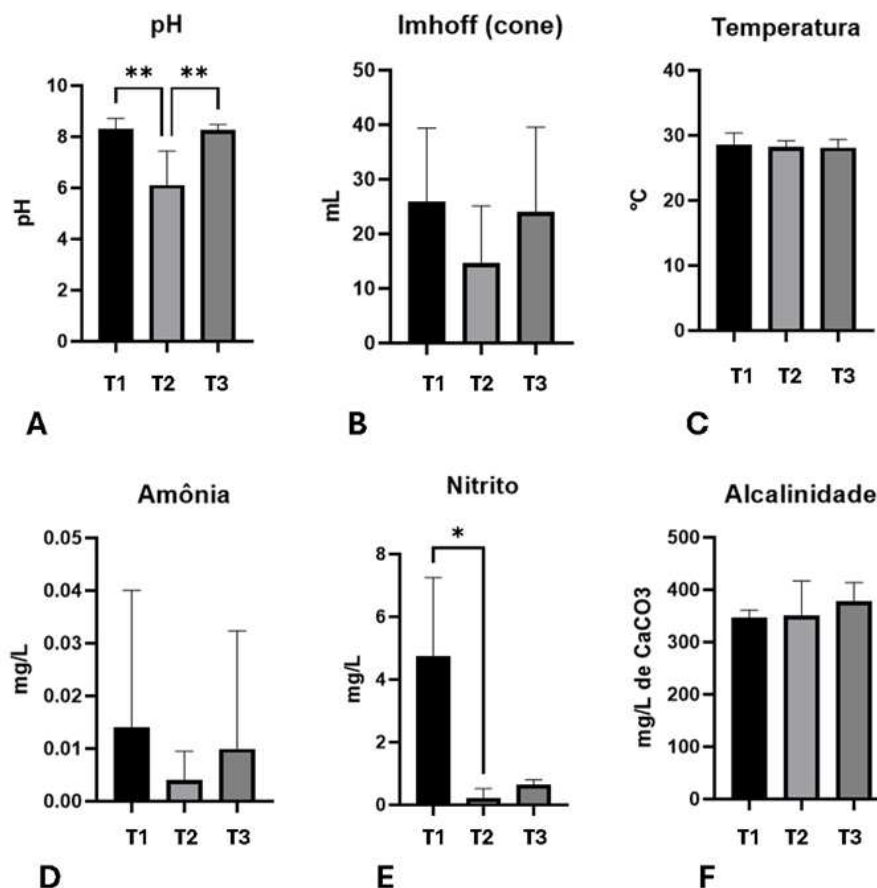 pH
pH
10
8
6
4
2
0
**
**
T1 T2 T3
A
Imhoff (cone)
mL
50
40
30
20
10
0
T1 T2 T3
B
Temperatura
°C
40
30
20
10
0
T1 T2 T3
C
Amônia
mg/L
0.05
0.04
0.03
0.02
0.01
0.00
T1 T2 T3
D
Nitrito
mg/L
8
6
4
2
0
*
T1 T2 T3
E
Alcalinidade
mg/L de CaCO3
500
400
300
200
100
0
T1 T2 T3
F